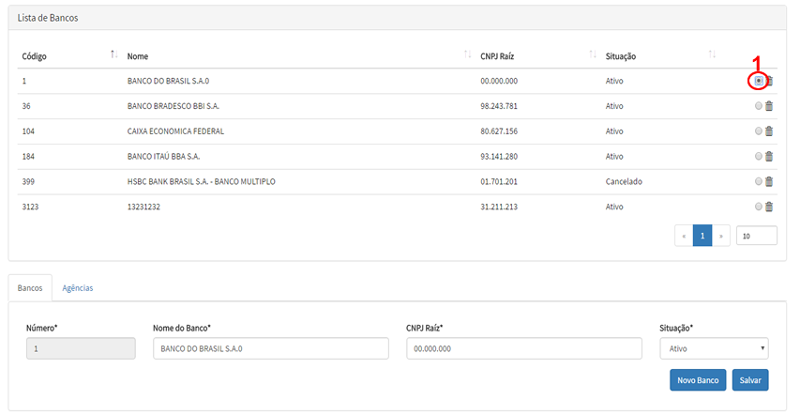 Lista de Bancos
1
Código Nome CNPJ Raíz Situação
1 BANCO DO BRASIL S.A.0 00.000.000 Ativo
36 BANCO BRADESCO BBI S.A. 98.243.781 Ativo
104 CAIXA ECONOMICA FEDERAL 80.627.156 Ativo
184 BANCO ITAÚ BBA S.A. 93.141.280 Ativo
399 HSBC BANK BRASIL S.A. - BANCO MULTIPLO 01.701.201 Cancelado
3123 13231232 31.211.213 Ativo
« 1 » 10
Bancos Agências
Número* Nome do Banco* CNPJ Raíz* Situação*
1 BANCO DO BRASIL S.A.0 00.000.000 Ativo
Novo Banco Salvar